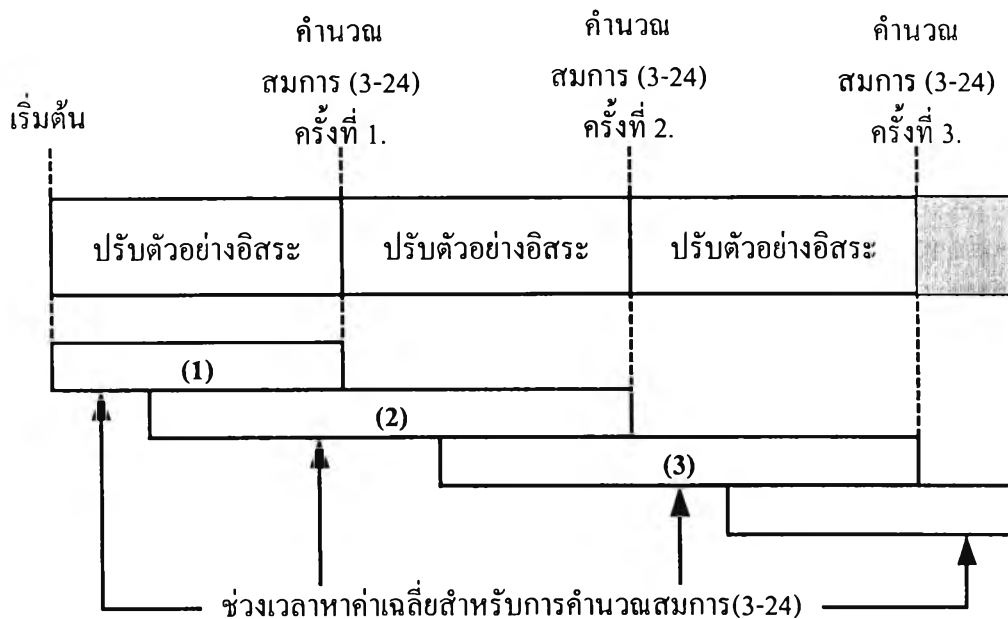 คำนวณ
สมการ (3-24)
ครั้งที่ 1.
คำนวณ
สมการ (3-24)
ครั้งที่ 2.
คำนวณ
สมการ (3-24)
ครั้งที่ 3.
เริ่มต้น
ปรับตัวอย่างอิสระ
ปรับตัวอย่างอิสระ
ปรับตัวอย่างอิสระ
(1)
(2)
(3)
ช่วงเวลาหาค่าเฉลี่ยสำหรับการคำนวณสมการ(3-24)